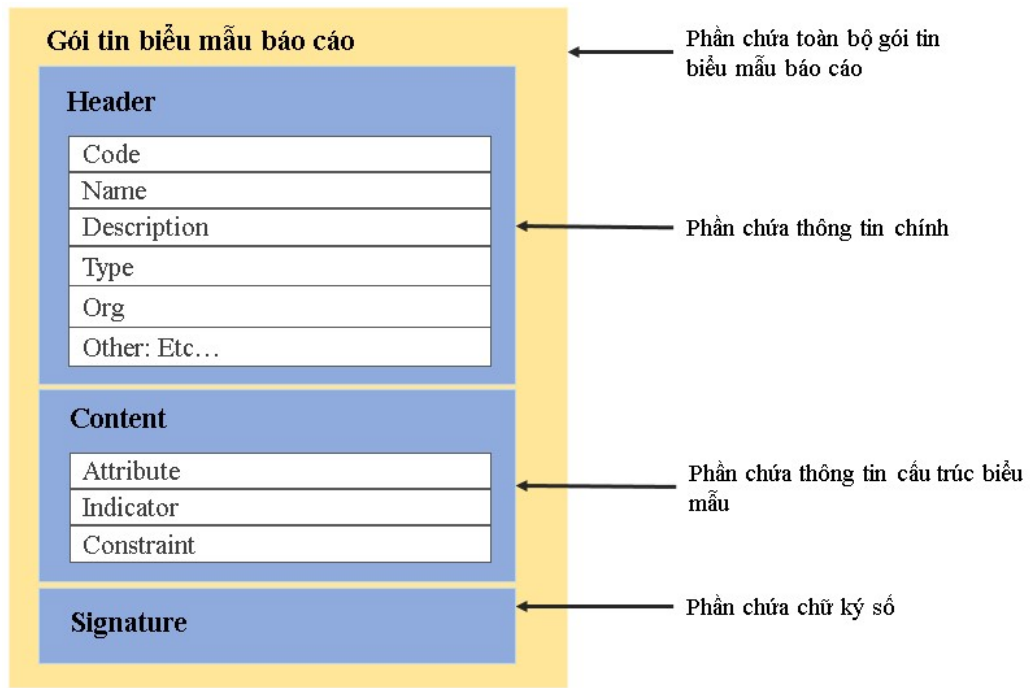 Gói tin biểu mẫu báo cáo
Phần chứa toàn bộ gói tin
biểu mẫu báo cáo
Header
Code
Name
Description
Type
Org
Other: Etc...
Phần chứa thông tin chính
Content
Attribute
Indicator
Constraint
Phần chứa thông tin cấu trúc biểu
mẫu
Signature
Phần chứa chữ ký số